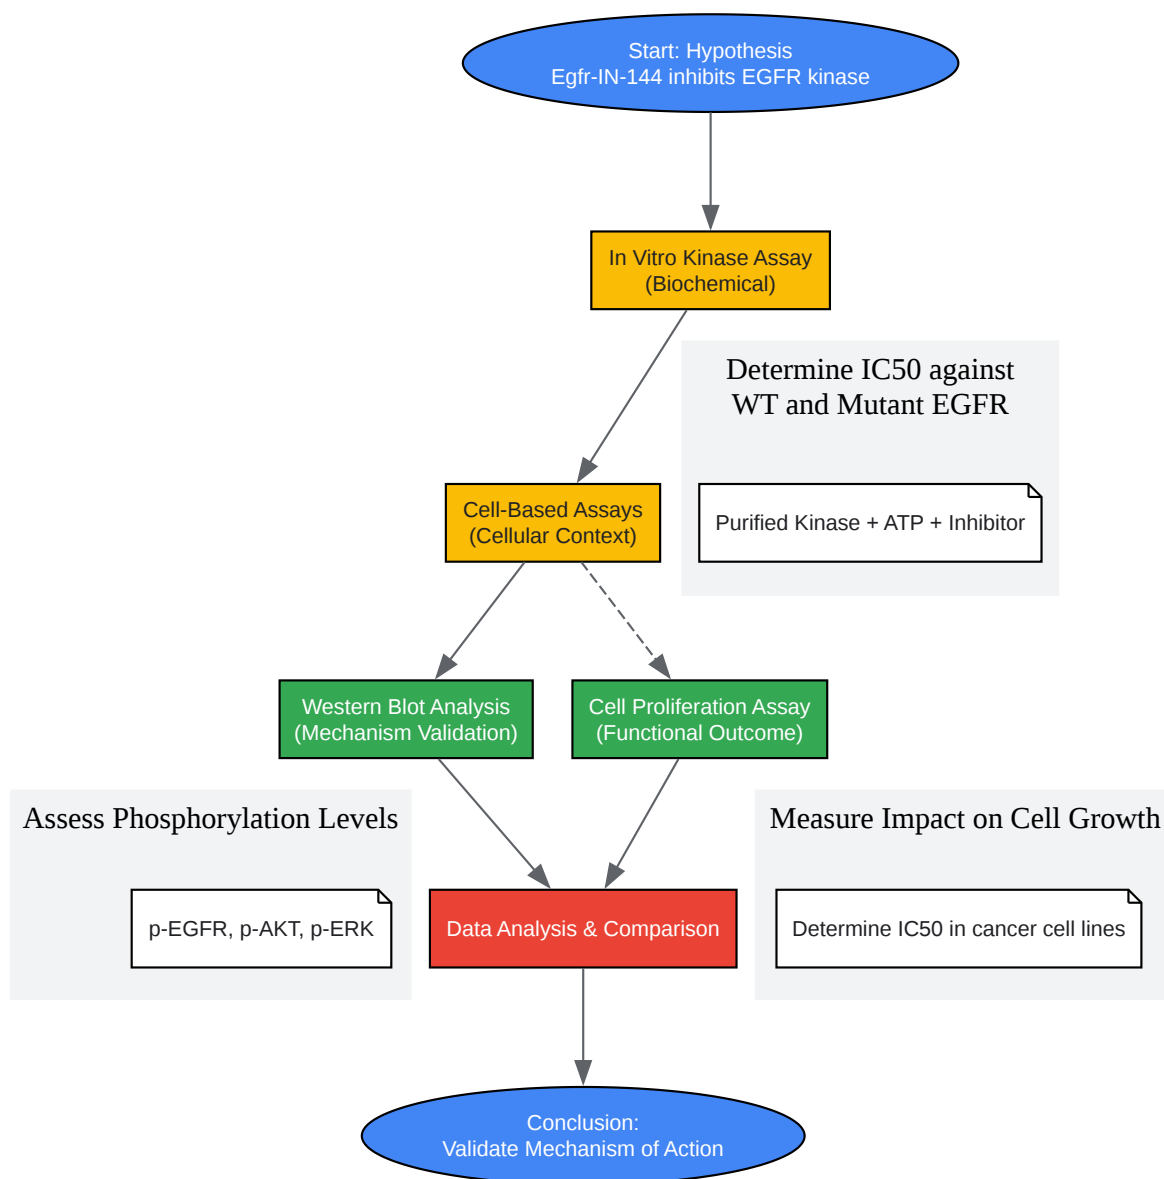 Start: Hypothesis
Egfr-IN-144 inhibits EGFR kinase
In Vitro Kinase Assay
(Biochemical)
Determine IC50 against
WT and Mutant EGFR
Cell-Based Assays
(Cellular Context)
Purified Kinase + ATP + Inhibitor
Western Blot Analysis
(Mechanism Validation)
Cell Proliferation Assay
(Functional Outcome)
Assess Phosphorylation Levels
Measure Impact on Cell Growth
p-EGFR, p-AKT, p-ERK
Data Analysis & Comparison
Determine IC50 in cancer cell lines
Conclusion:
Validate Mechanism of Action